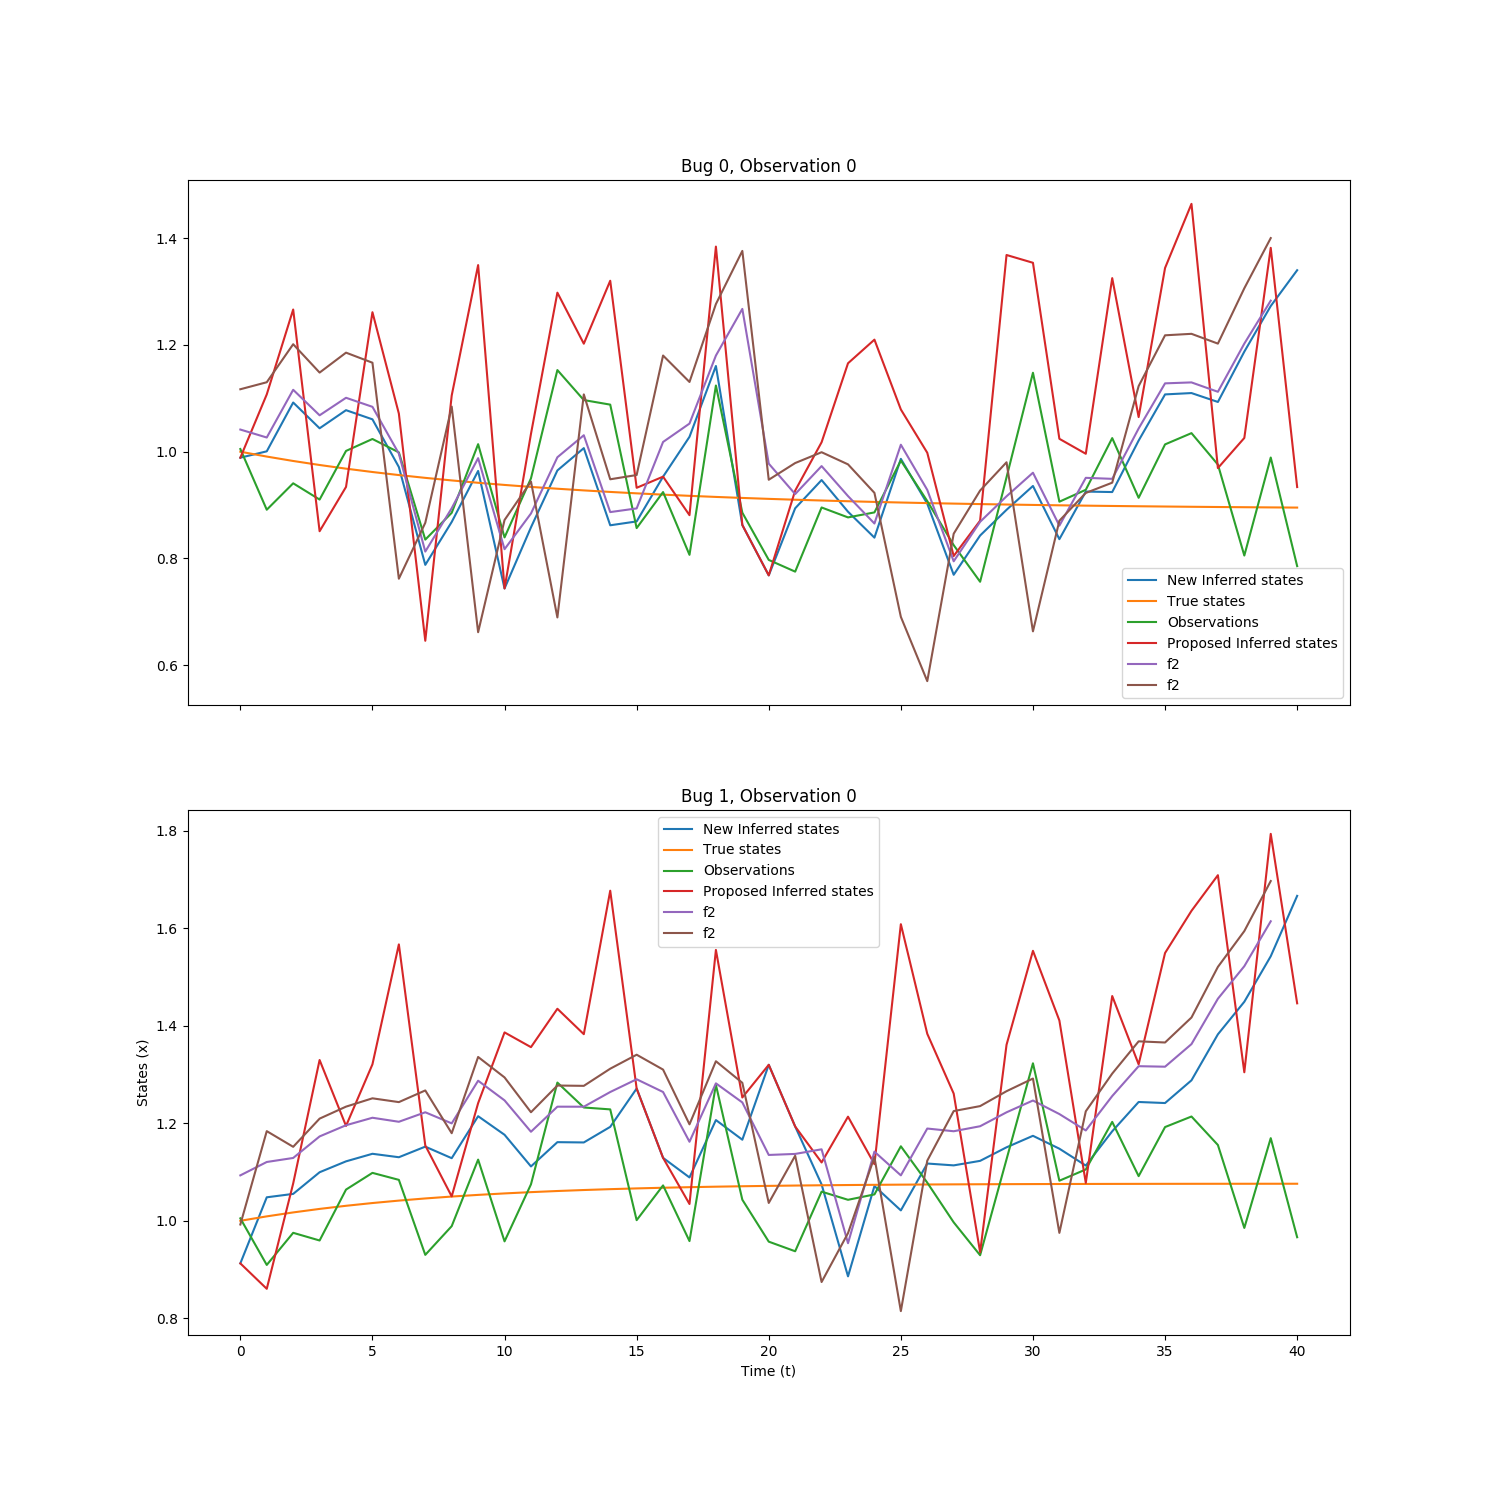 Bug 0, Observation 0
1.4
1.2
1.0
0.8
0.6
New Inferred states
True states
Observations
Proposed Inferred states
f2
f2
Bug 1, Observation 0
1.8
1.6
1.4
1.2
1.0
0.8
States (x)
New Inferred states
True states
Observations
Proposed Inferred states
f2
f2
0 5 10 15 20 25 30 35 40
Time (t)